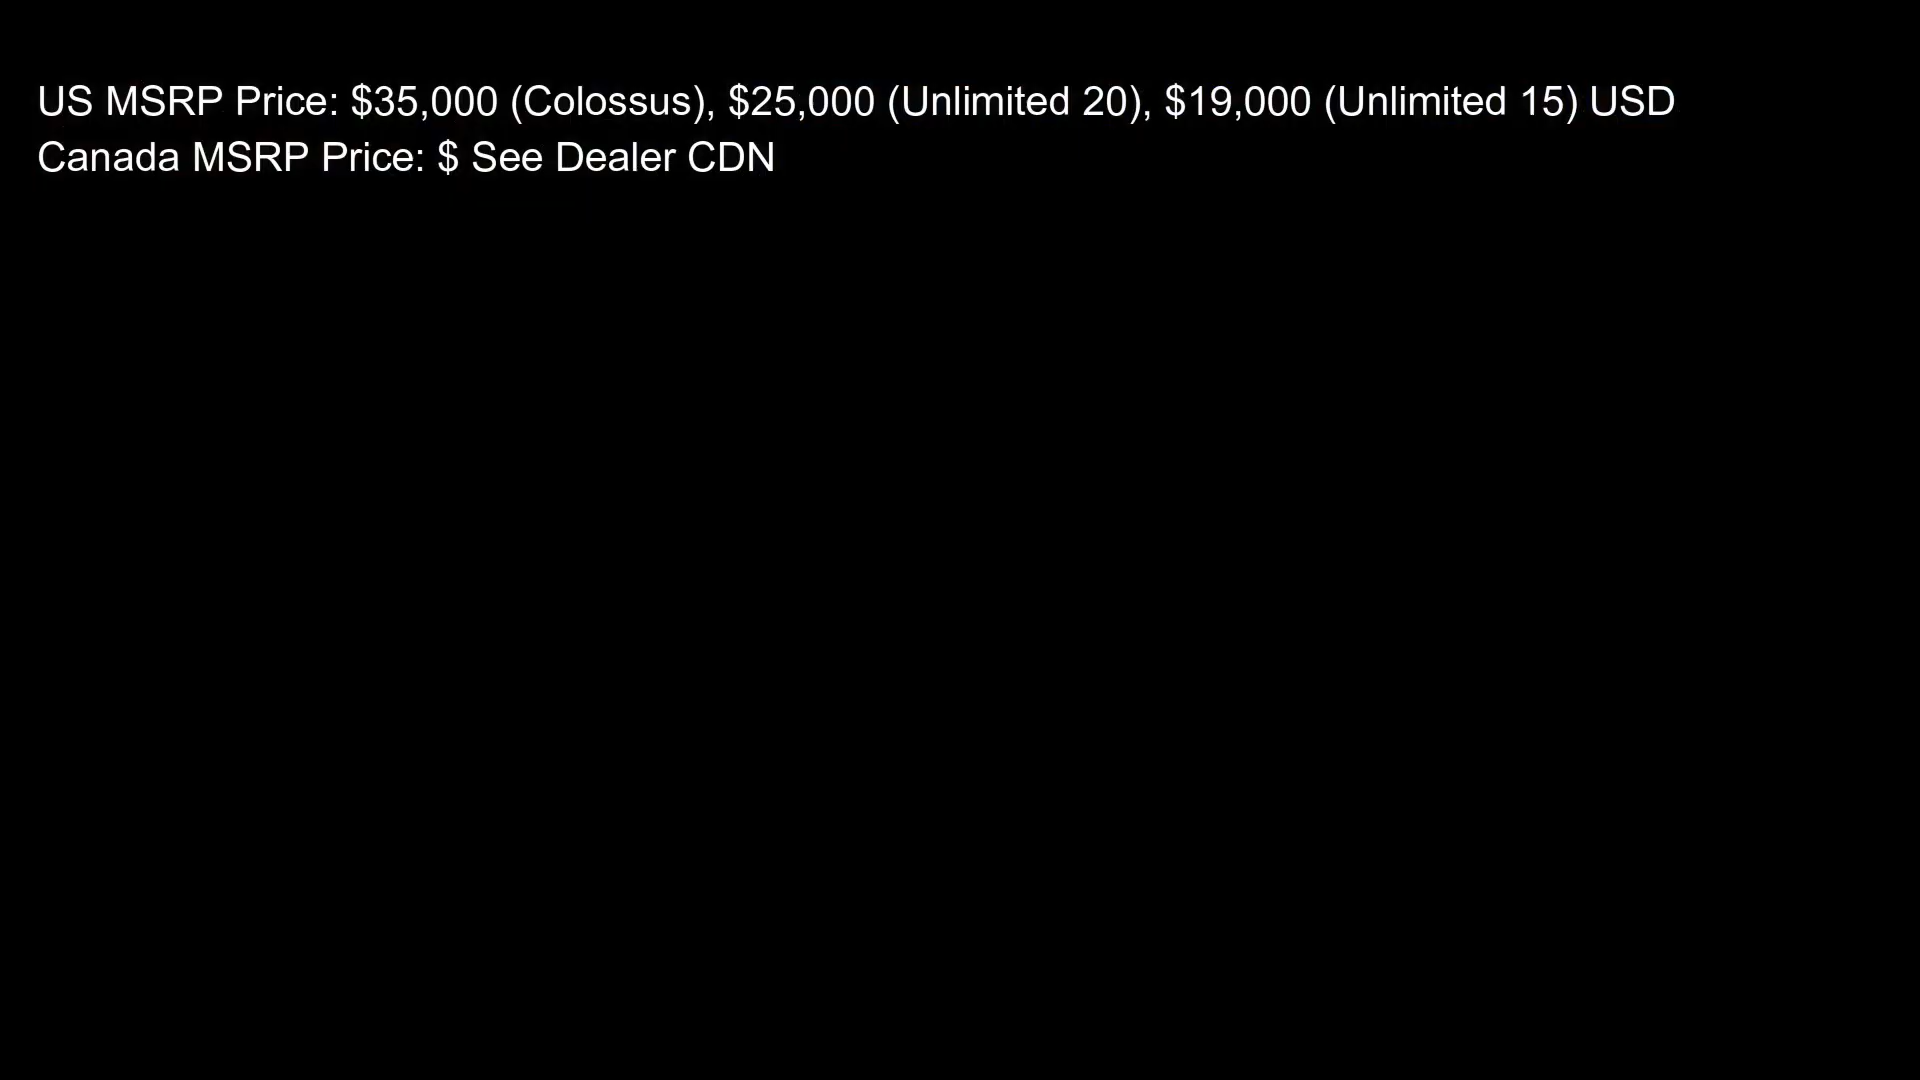 US MSRP Price: $35,000 (Colossus), $25,000 (Unlimited 20), $19,000 (Unlimited 15) USD
Canada MSRP Price: $ See Dealer CDN